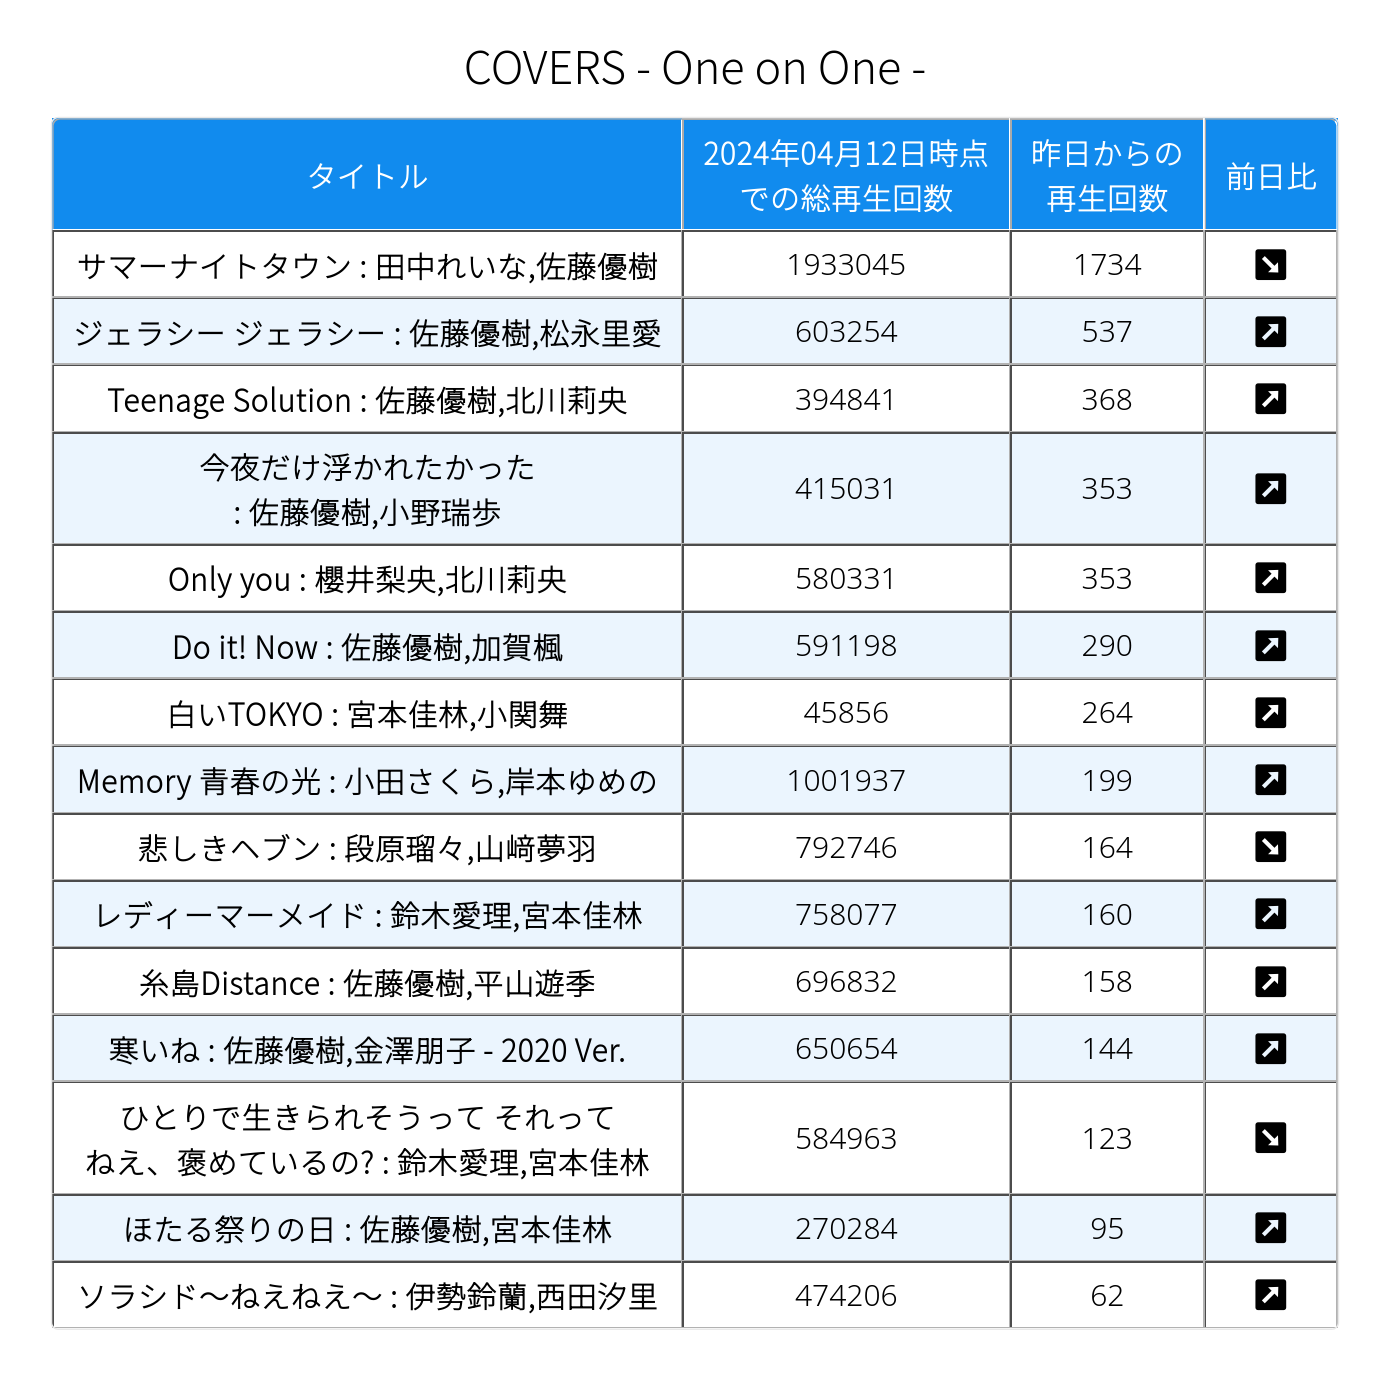 COVERS - One on One -
タイトル
2024年04月12日時点
での総再生回数
昨日からの
再生回数
前日比
サマーナイトタウン : 田中れいな,佐藤優樹 1933045 1734
ジェラシー ジェラシー : 佐藤優樹,松永里愛 603254 537
Teenage Solution : 佐藤優樹,北川莉央 394841 368
今夜だけ浮かれたかった
: 佐藤優樹,小野瑞歩 415031 353
Only you : 櫻井梨央,北川莉央 580331 353
Do it! Now : 佐藤優樹,加賀楓 591198 290
白いTOKYO : 宮本佳林,小関舞 45856 264
Memory 青春の光 : 小田さくら,岸本ゆめの 1001937 199
悲しきヘブン : 段原瑠々,山﨑夢羽 792746 164
レディーマーメイド : 鈴木愛理,宮本佳林 758077 160
糸島Distance : 佐藤優樹,平山遊季 696832 158
寒いね : 佐藤優樹,金澤朋子 - 2020 Ver. 650654 144
ひとりで生きられそうって それって
ねえ、褒めているの? : 鈴木愛理,宮本佳林 584963 123
ほたる祭りの日 : 佐藤優樹,宮本佳林 270284 95
ソラシド～ねえねえ～ : 伊勢鈴蘭,西田汐里 474206 62